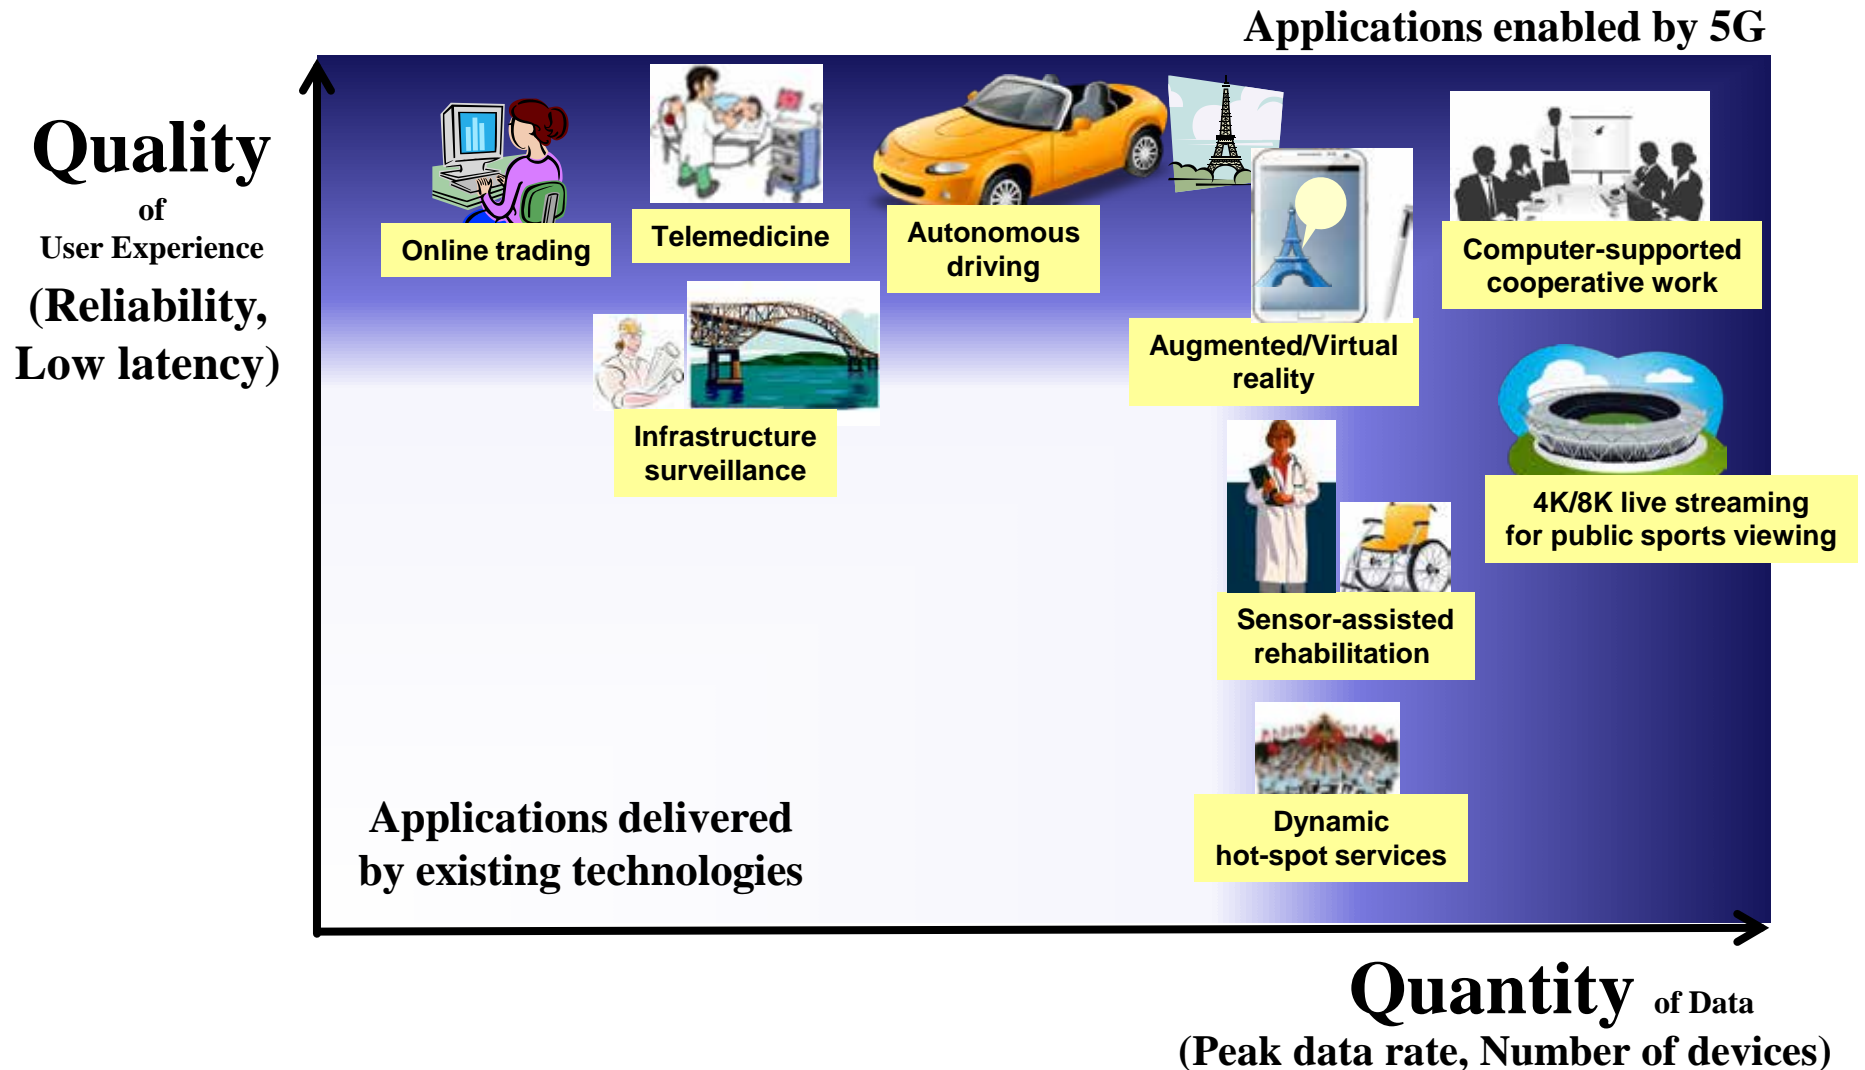 Applications enabled by 5G
Quality
of
User Experience
(Reliability,
Low latency)
Online trading
Telemedicine
Autonomous
driving
Computer-supported
cooperative work
Augmented/Virtual
reality
Infrastructure
surveillance
4K/8K live streaming
for public sports viewing
Sensor-assisted
rehabilitation
Dynamic
hot-spot services
Applications delivered
by existing technologies
Quantity of Data
(Peak data rate, Number of devices)